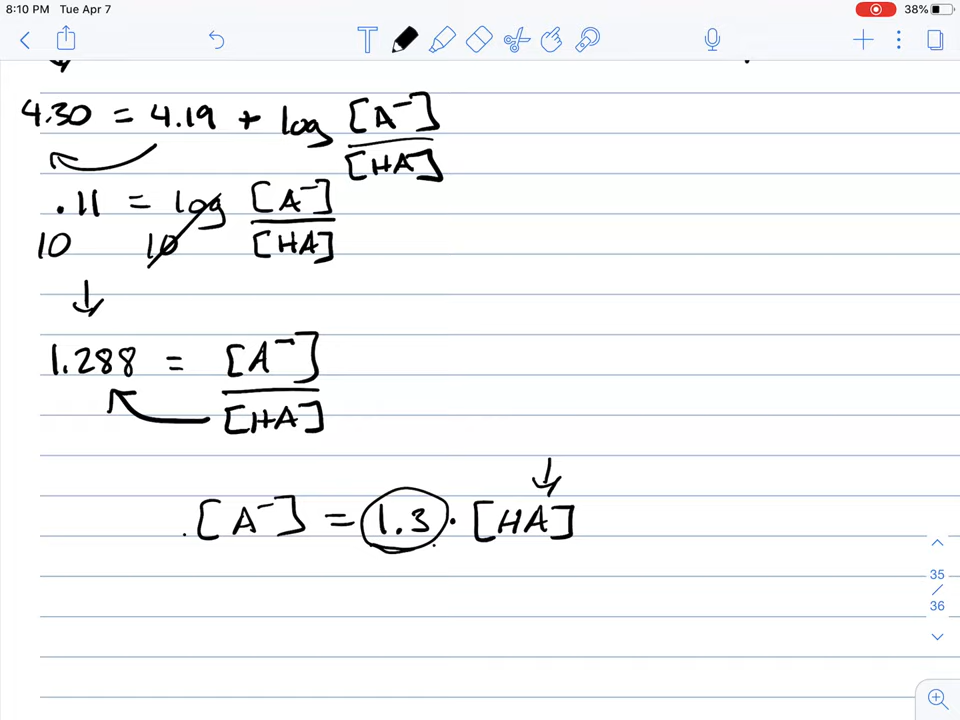 8:10 PM Tue Apr 7 38%
T
4.30 = 4.19 + log [A⁻]
[HA]
.11 = log [A⁻]
10 10 [HA]
1.288 = [A⁻]
[HA]
[A⁻] = 1.3 · [HA]
35
/
36